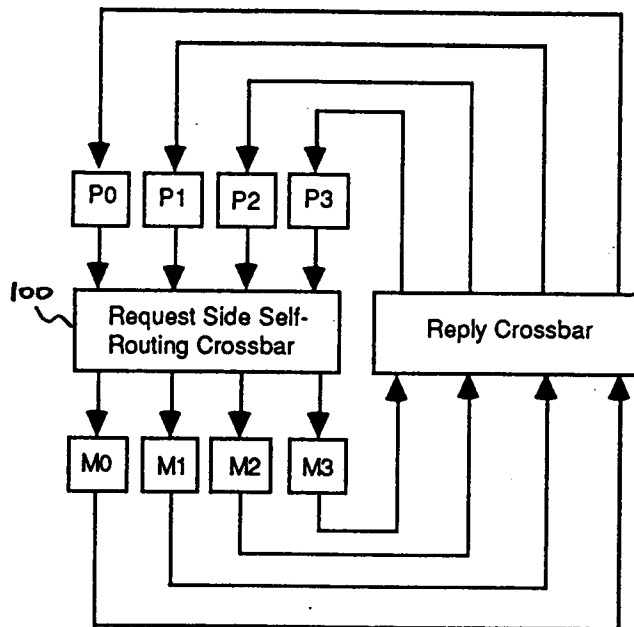 P0 P1 P2 P3
100
Request Side Self-
Routing Crossbar
Reply Crossbar
M0 M1 M2 M3